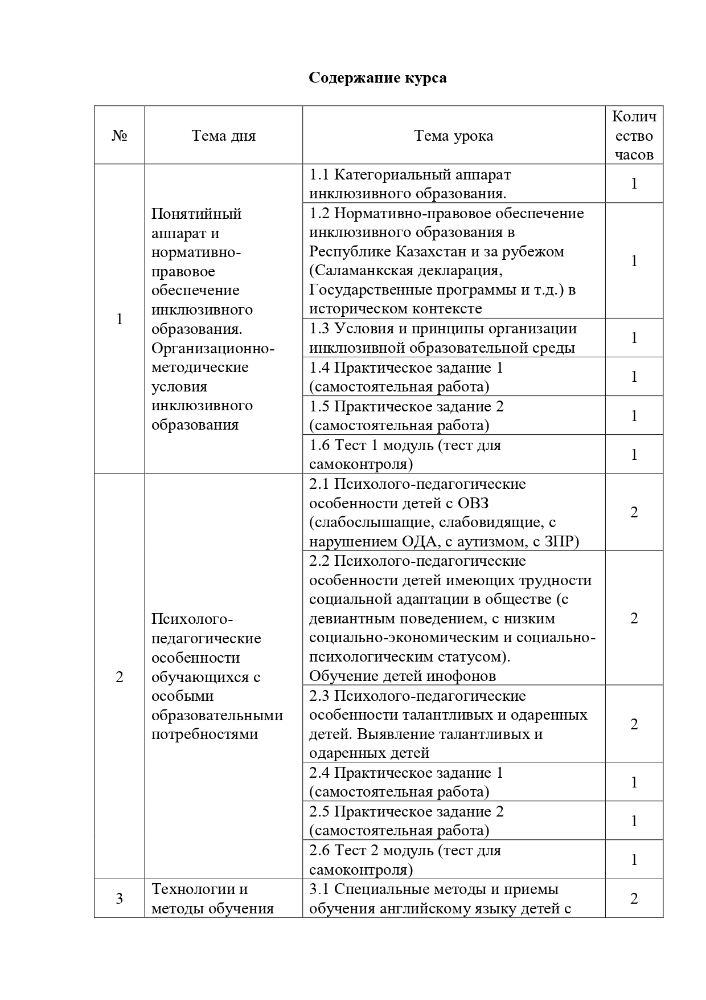 Содержание курса
№
Тема дня
Тема урока
Колич
ество
часов
1
Понятийный
аппарат и
нормативно-
правовое
обеспечение
инклюзивного
образования.
Организационно-
методические
условия
инклюзивного
образования
1.1 Категориальный аппарат
инклюзивного образования.
1
1.2 Нормативно-правовое обеспечение
инклюзивного образования в
Республике Казахстан и за рубежом
(Саламанкская декларация,
Государственные программы и т.д.) в
историческом контексте
1
1.3 Условия и принципы организации
инклюзивной образовательной среды
1
1.4 Практическое задание 1
(самостоятельная работа)
1
1.5 Практическое задание 2
(самостоятельная работа)
1
1.6 Тест 1 модуль (тест для
самоконтроля)
1
2
Психолого-
педагогические
особенности
обучающихся с
особыми
образовательными
потребностями
2.1 Психолого-педагогические
особенности детей с ОВЗ
(слабослышащие, слабовидящие, с
нарушением ОДА, с аутизмом, с ЗПР)
2
2.2 Психолого-педагогические
особенности детей имеющих трудности
социальной адаптации в обществе (с
девиантным поведением, с низким
социально-экономическим и социально-
психологическим статусом).
Обучение детей инофонов
2
2.3 Психолого-педагогические
особенности талантливых и одаренных
детей. Выявление талантливых и
одаренных детей
2
2.4 Практическое задание 1
(самостоятельная работа)
1
2.5 Практическое задание 2
(самостоятельная работа)
1
2.6 Тест 2 модуль (тест для
самоконтроля)
1
3
Технологии и
методы обучения
3.1 Специальные методы и приемы
обучения английскому языку детей с
2